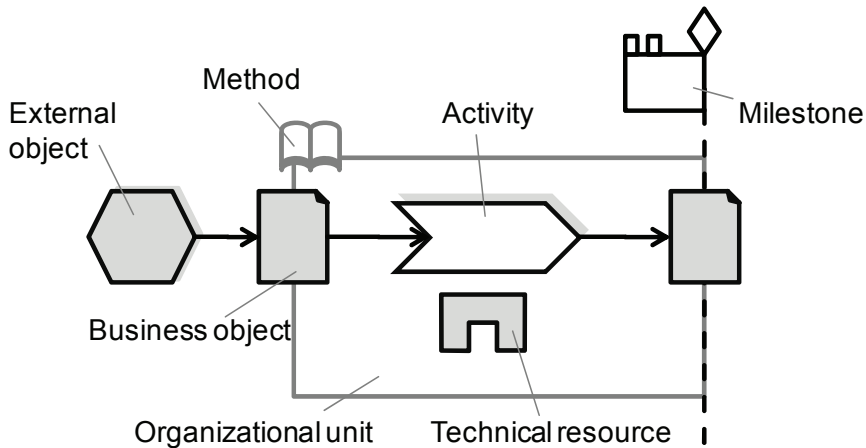 Method
External
object
Activity
Milestone
Business object
Organizational unit
Technical resource